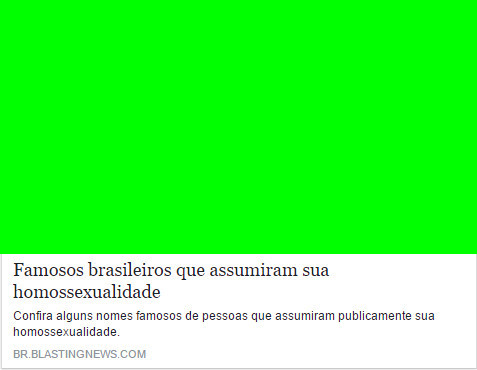 Famosos brasileiros que assumiram sua
homossexualidade
Confira alguns nomes famosos de pessoas que assumiram publicamente sua
homossexualidade.
BR.BLASTINGNEWS.COM